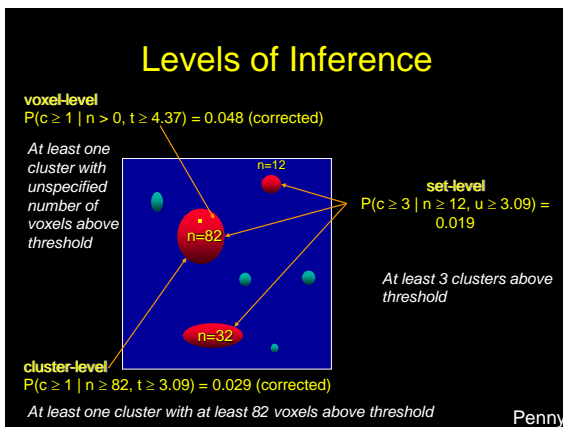 Levels of Inference
voxel-level
P(c ≥ 1 | n > 0, t ≥ 4.37) = 0.048 (corrected)
At least one
cluster with
unspecified
number of
voxels above
threshold
n=12
n=82
n=32
set-level
P(c ≥ 3 | n ≥ 12, u ≥ 3.09) =
0.019
At least 3 clusters above
threshold
cluster-level
P(c ≥ 1 | n ≥ 82, t ≥ 3.09) = 0.029 (corrected)
At least one cluster with at least 82 voxels above threshold
Penny